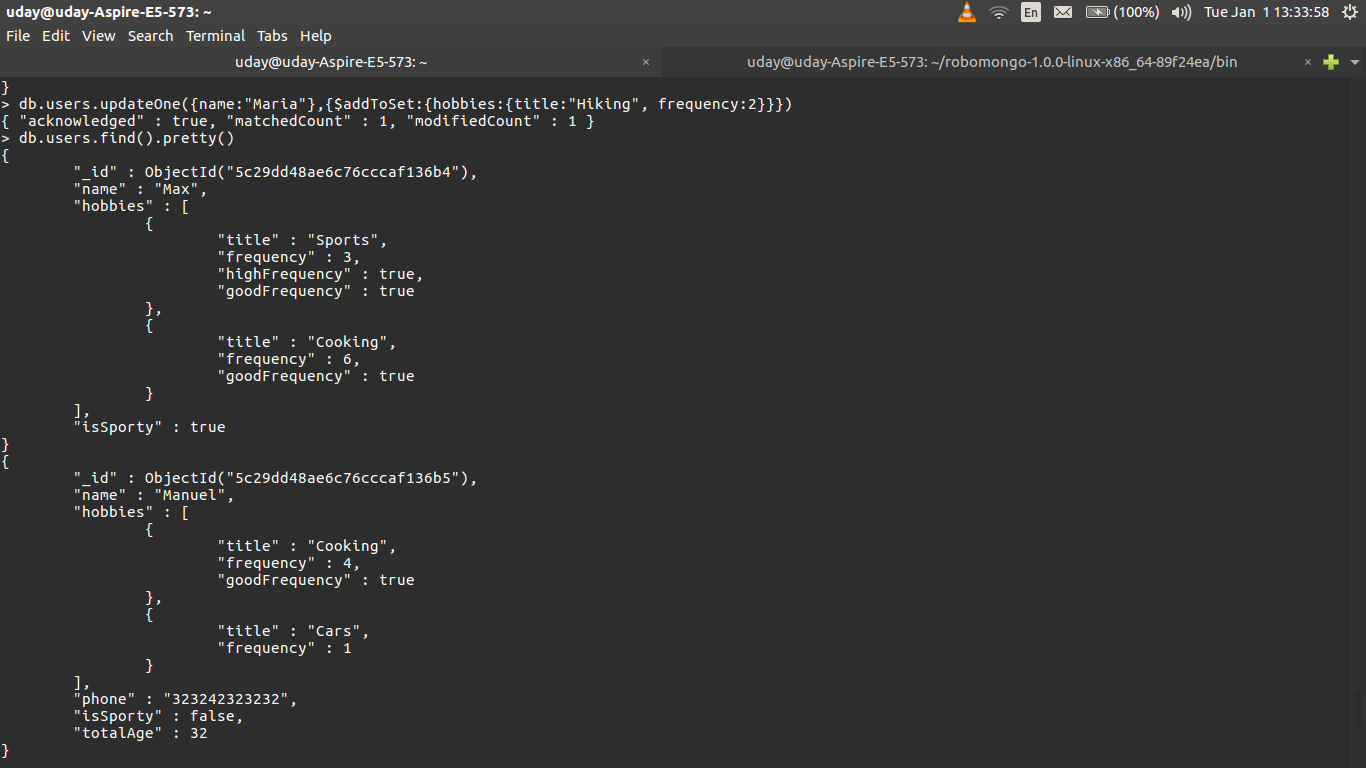 uday@uday-Aspire-E5-573: ~
En (100%) Tue Jan 1 13:33:58
File Edit View Search Terminal Tabs Help
uday@uday-Aspire-E5-573: ~ × uday@uday-Aspire-E5-573: ~/robomongo-1.0.0-linux-x86_64-89f24ea/bin ×
}
> db.users.updateOne({name:"Maria"},{$addToSet:{hobbies:{title:"Hiking", frequency:2}}})
{ "acknowledged" : true, "matchedCount" : 1, "modifiedCount" : 1 }
> db.users.find().pretty()
{
        "_id" : ObjectId("5c29dd48ae6c76cccaf136b4"),
        "name" : "Max",
        "hobbies" : [
                {
                        "title" : "Sports",
                        "frequency" : 3,
                        "highFrequency" : true,
                        "goodFrequency" : true
                },
                {
                        "title" : "Cooking",
                        "frequency" : 6,
                        "goodFrequency" : true
                }
        ],
        "isSporty" : true
}
{
        "_id" : ObjectId("5c29dd48ae6c76cccaf136b5"),
        "name" : "Manuel",
        "hobbies" : [
                {
                        "title" : "Cooking",
                        "frequency" : 4,
                        "goodFrequency" : true
                },
                {
                        "title" : "Cars",
                        "frequency" : 1
                }
        ],
        "phone" : "323242323232",
        "isSporty" : false,
        "totalAge" : 32
}